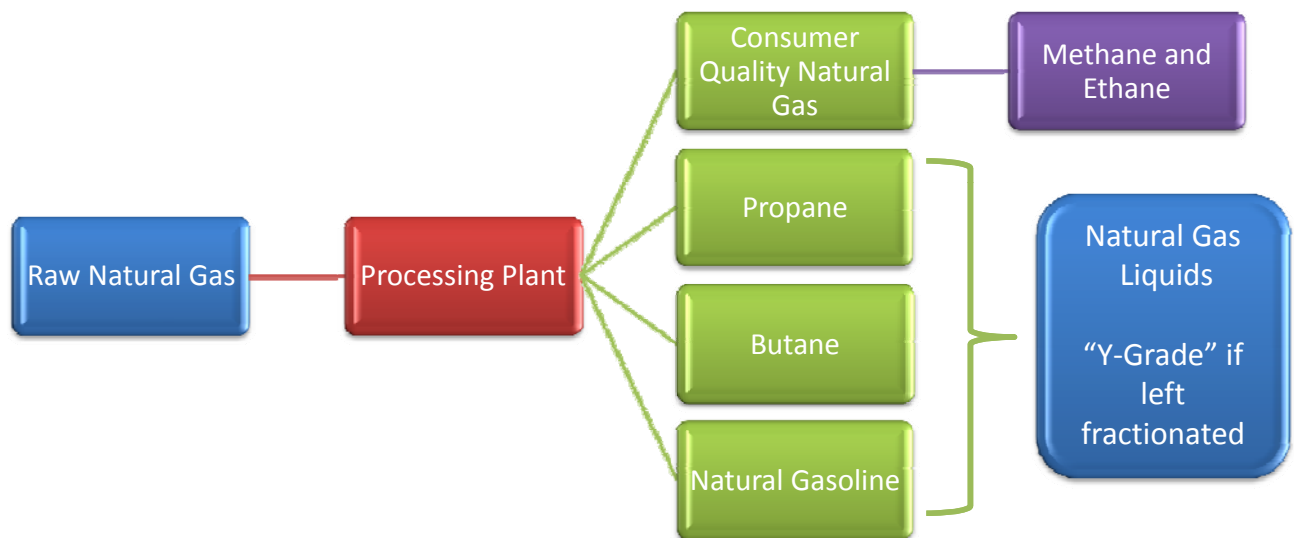 Raw Natural Gas
Processing Plant
Consumer
Quality Natural
Gas
Methane and
Ethane
Propane
Butane
Natural Gasoline
Natural Gas
Liquids
“Y-Grade” if
left
fractionated